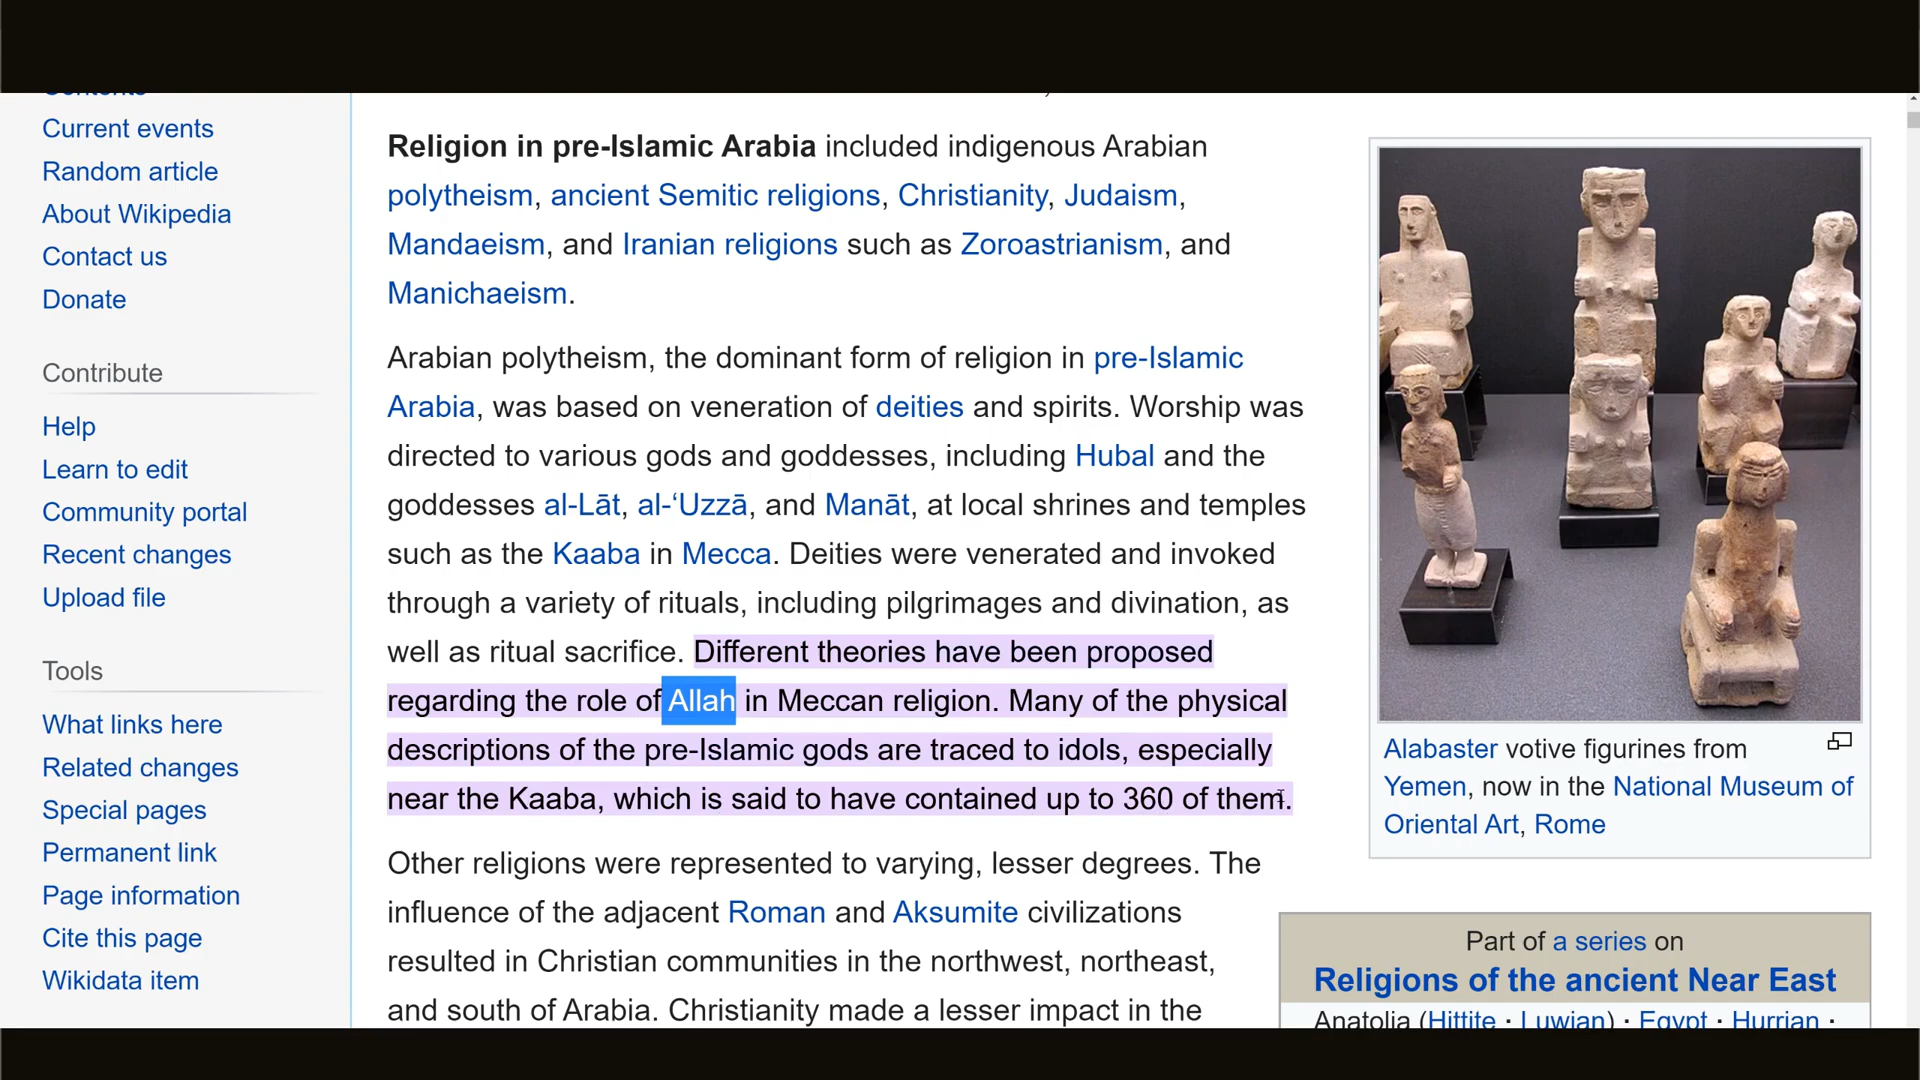 Contents
Current events
Random article
About Wikipedia
Contact us
Donate
Contribute
Help
Learn to edit
Community portal
Recent changes
Upload file
Tools
What links here
Related changes
Special pages
Permanent link
Page information
Cite this page
Wikidata item
Religion in pre-Islamic Arabia included indigenous Arabian
polytheism, ancient Semitic religions, Christianity, Judaism,
Mandaeism, and Iranian religions such as Zoroastrianism, and
Manichaeism.
Arabian polytheism, the dominant form of religion in pre-Islamic
Arabia, was based on veneration of deities and spirits. Worship was
directed to various gods and goddesses, including Hubal and the
goddesses al-Lāt, al-‘Uzzā, and Manāt, at local shrines and temples
such as the Kaaba in Mecca. Deities were venerated and invoked
through a variety of rituals, including pilgrimages and divination, as
well as ritual sacrifice. Different theories have been proposed
regarding the role of Allah in Meccan religion. Many of the physical
descriptions of the pre-Islamic gods are traced to idols, especially
near the Kaaba, which is said to have contained up to 360 of them.
Other religions were represented to varying, lesser degrees. The
influence of the adjacent Roman and Aksumite civilizations
resulted in Christian communities in the northwest, northeast,
and south of Arabia. Christianity made a lesser impact in the
Alabaster votive figurines from
Yemen, now in the National Museum of
Oriental Art, Rome
Part of a series on
Religions of the ancient Near East
Anatolia (Hittite · Luwian) · Egypt · Hurrian ·